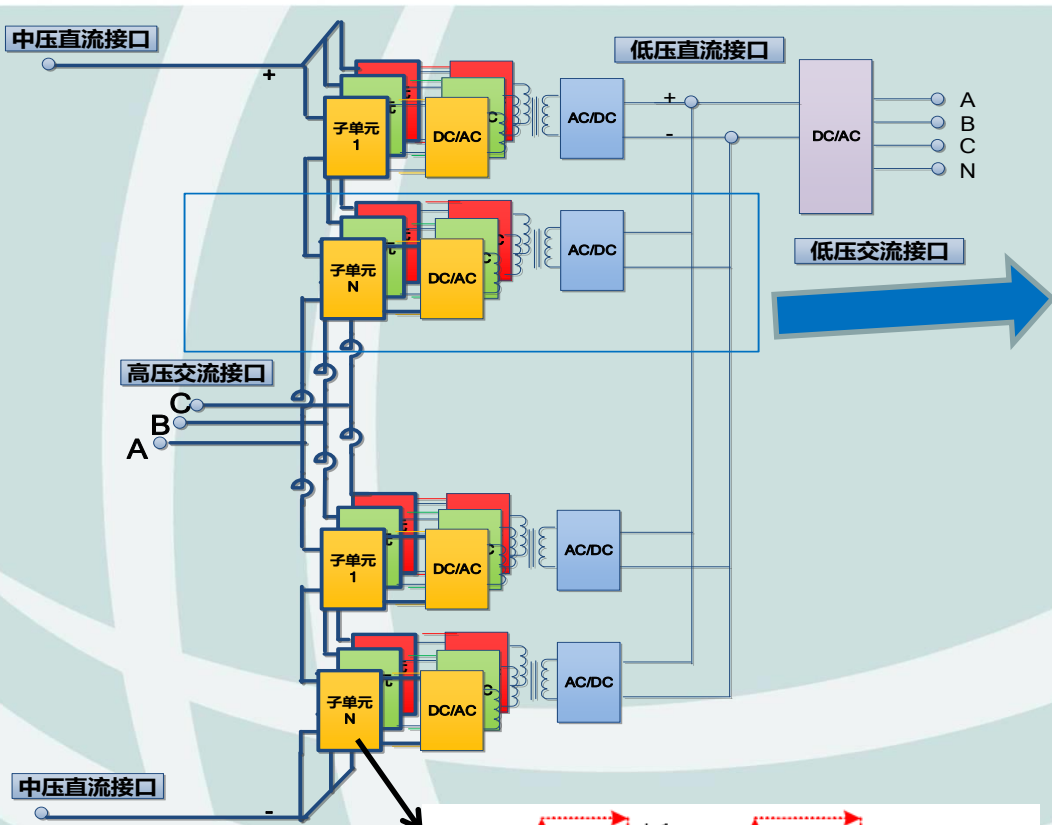 中压直流接口
+
子单元
1
DC/AC
AC/DC
低压直流接口
+
-
DC/AC
A
B
C
N
低压交流接口
子单元
N
DC/AC
AC/DC
高压交流接口
C
B
A
子单元
1
DC/AC
AC/DC
子单元
N
DC/AC
AC/DC
中压直流接口
-